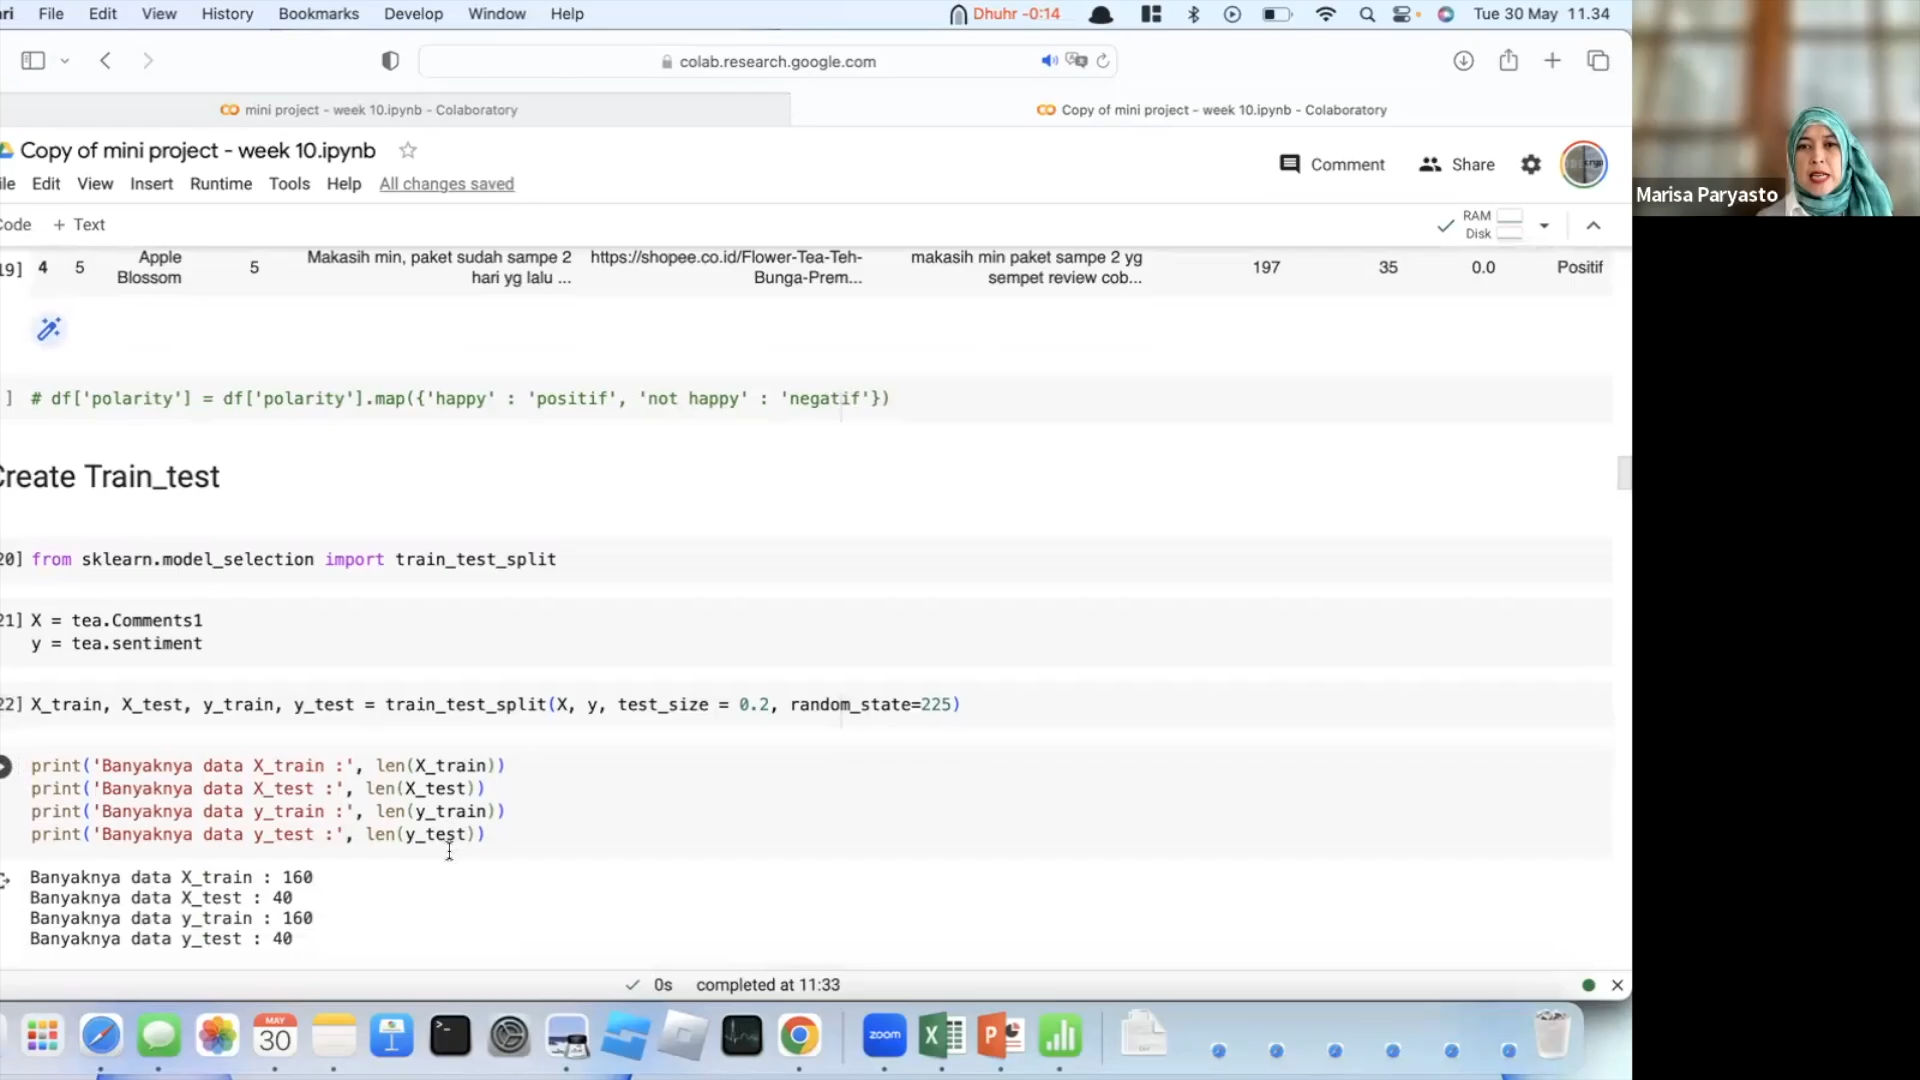 ari File Edit View History Bookmarks Develop Window Help Dhuhr -0:14 Tue 30 May 11.34
colab.research.google.com
mini project - week 10.ipynb - Colaboratory Copy of mini project - week 10.ipynb - Colaboratory
Copy of mini project - week 10.ipynb
Comment Share
ile Edit View Insert Runtime Tools Help All changes saved
Marisa Paryasto
ode + Text RAM
Disk
19] 4 5 Apple Blossom 5 Makasih min, paket sudah sampe 2 hari yg lalu ... https://shopee.co.id/Flower-Tea-Teh-Bunga-Prem... makasih min paket sampe 2 yg sempet review cob... 197 35 0.0 Positif
] # df['polarity'] = df['polarity'].map({'happy' : 'positif', 'not happy' : 'negatif'})
Create Train_test
20] from sklearn.model_selection import train_test_split
21] X = tea.Comments1
y = tea.sentiment
22] X_train, X_test, y_train, y_test = train_test_split(X, y, test_size = 0.2, random_state=225)
print('Banyaknya data X_train :', len(X_train))
print('Banyaknya data X_test :', len(X_test))
print('Banyaknya data y_train :', len(y_train))
print('Banyaknya data y_test :', len(y_test))
Banyaknya data X_train : 160
Banyaknya data X_test : 40
Banyaknya data y_train : 160
Banyaknya data y_test : 40
0s completed at 11:33
MAY
30
zoom